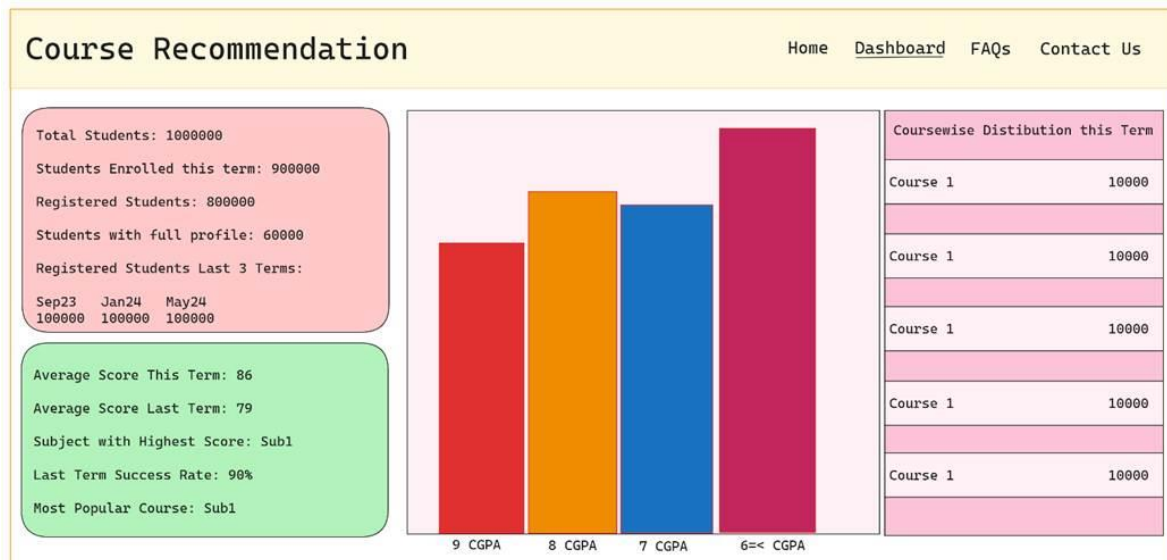 Course Recommendation
Home Dashboard FAQs Contact Us
Total Students: 1000000
Students Enrolled this term: 900000
Registered Students: 800000
Students with full profile: 60000
Registered Students Last 3 Terms:
Sep23 Jan24 May24
100000 100000 100000
Average Score This Term: 86
Average Score Last Term: 79
Subject with Highest Score: Sub1
Last Term Success Rate: 90%
Most Popular Course: Sub1
9 CGPA 8 CGPA 7 CGPA 6=< CGPA
Coursewise Distibution this Term
Course 1 10000
Course 1 10000
Course 1 10000
Course 1 10000
Course 1 10000